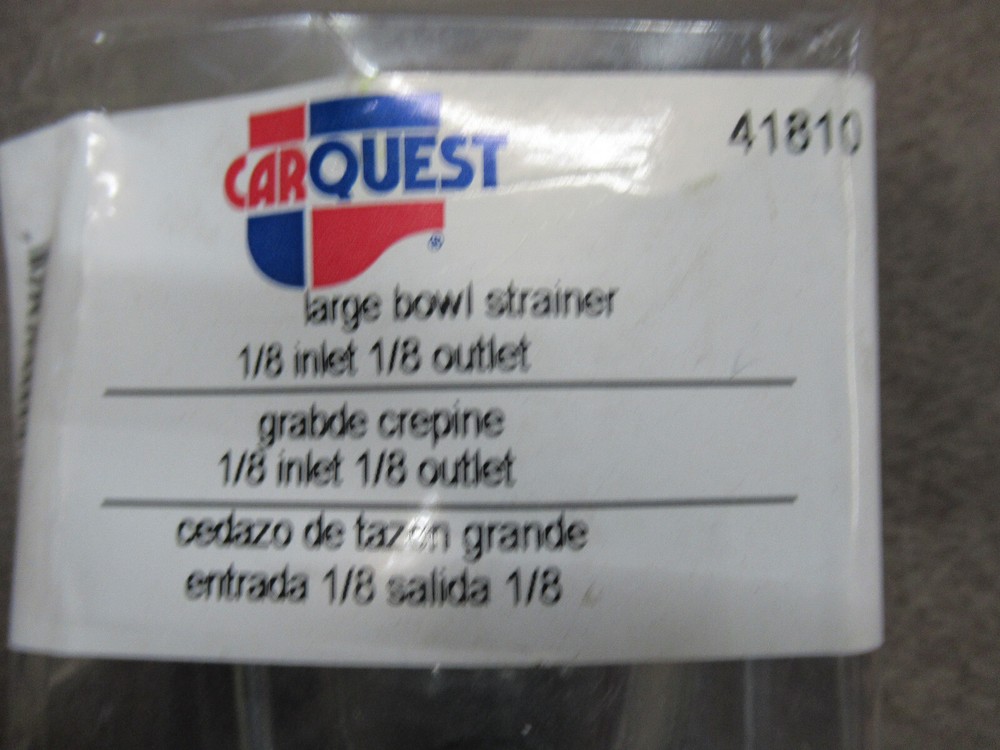 CARQUEST
®
41810
large bowl strainer
1/8 inlet 1/8 outlet
grabde crepine
1/8 inlet 1/8 outlet
cedazo de tazón grande
entrada 1/8 salida 1/8